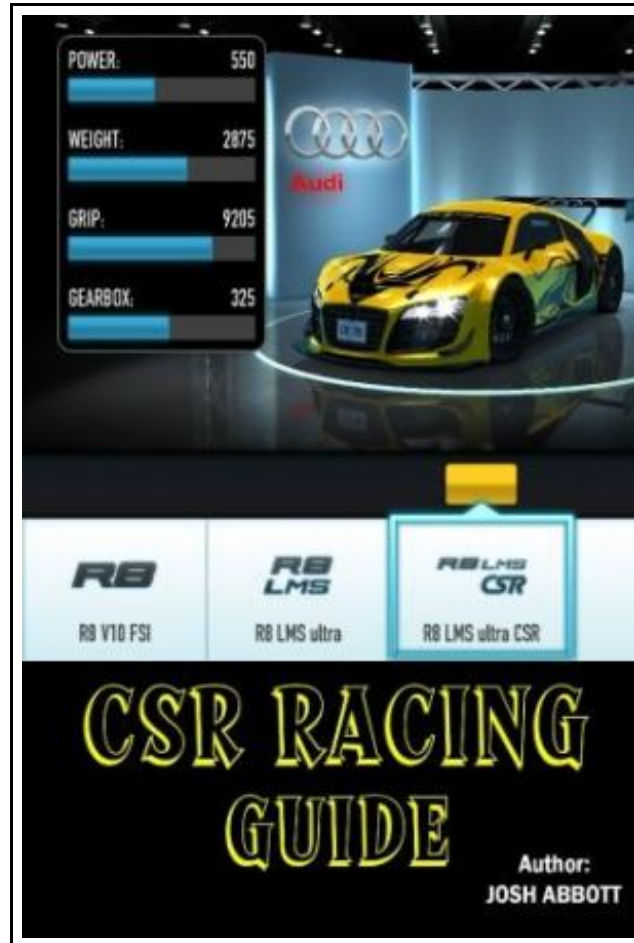 POWER: 550
WEIGHT: 2875
GRIP: 9205
GEARBOX: 325
Audi
R8
R8 V10 FSI
R8
LMS
R8 LMS ultra
R8 LMS
CSR
R8 LMS ultra CSR
CSR RACING
GUIDE
Author:
JOSH ABBOTT